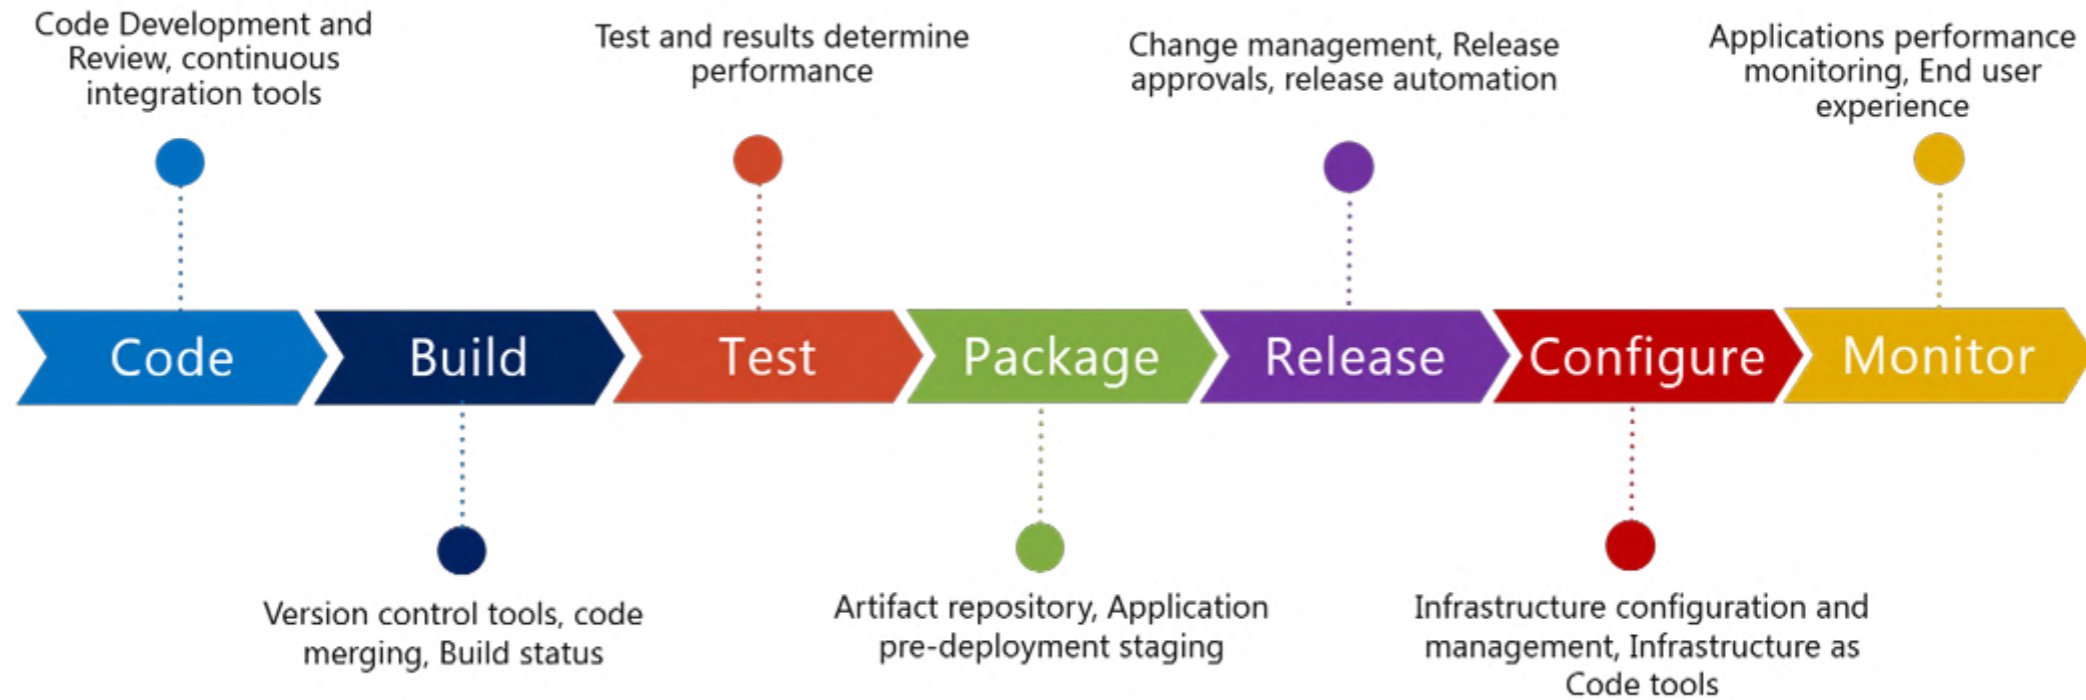 Code Development and
Review, continuous
integration tools
Test and results determine
performance
Change management, Release
approvals, release automation
Applications performance
monitoring, End user
experience
Code
Build
Test
Package
Release
Configure
Monitor
Version control tools, code
merging, Build status
Artifact repository, Application
pre-deployment staging
Infrastructure configuration and
management, Infrastructure as
Code tools